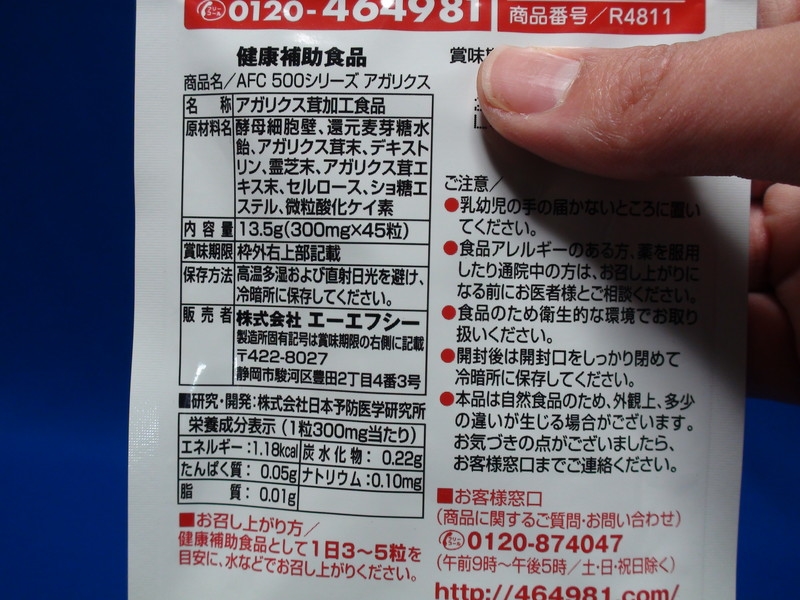 0120-464981
商品番号/R4811
健康補助食品
商品名/AFC 500シリーズ アガリクス
名称 アガリクス茸加工食品
原材料名 酵母細胞壁、還元麦芽糖水
飴、アガリクス茸末、デキスト
リン、霊芝末、アガリクス茸エ
キス末、セルロース、ショ糖エ
ステル、微粒酸化ケイ素
内容量 13.5g(300mg×45粒)
賞味期限 枠外右上部記載
保存方法 高温多湿および直射日光を避け、
冷暗所に保存してください。
販売者 株式会社 エーエフシー
製造所固有記号は賞味期限の右側に記載
〒422-8027
静岡市駿河区豊田2丁目4番3号
■研究・開発:株式会社日本予防医学研究所
栄養成分表示(1粒300mg当たり)
エネルギー:1.18kcal 炭水化物:0.22g
たんぱく質:0.05g ナトリウム:0.10mg
脂質:0.01g
■お召し上がり方/
健康補助食品として1日3〜5粒を
目安に、水などでお召し上がりください。
賞味
ご注意/
●乳幼児の手の届かないところに置い
てください。
●食品アレルギーのある方、薬を服用
したり通院中の方は、お召し上がりに
なる前にお医者様とご相談ください。
●食品のため衛生的な環境でお取り
扱いください。
●開封後は開封口をしっかり閉めて
冷暗所に保存してください。
●本品は自然食品のため、外観上、多少
の違いが生じる場合がございます。
お気づきの点がございましたら、
お客様窓口までご連絡ください。
■お客様窓口
(商品に関するご質問・お問い合わせ)
0120-874047
(午前9時〜午後5時/土・日・祝日除く)
http://464981.com/